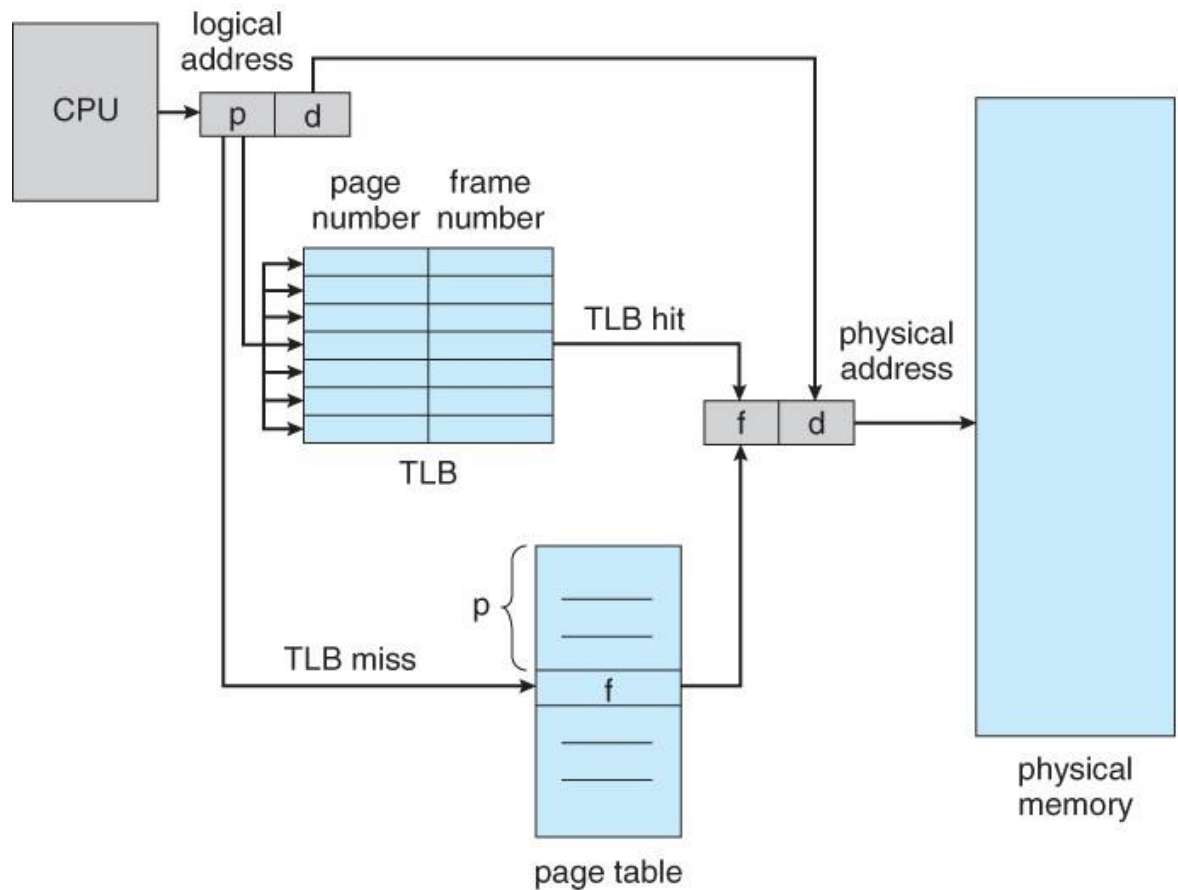 logical
address
CPU
p
d
page
number
frame
number
TLB hit
physical
address
f
d
TLB
p
TLB miss
f
page table
physical
memory